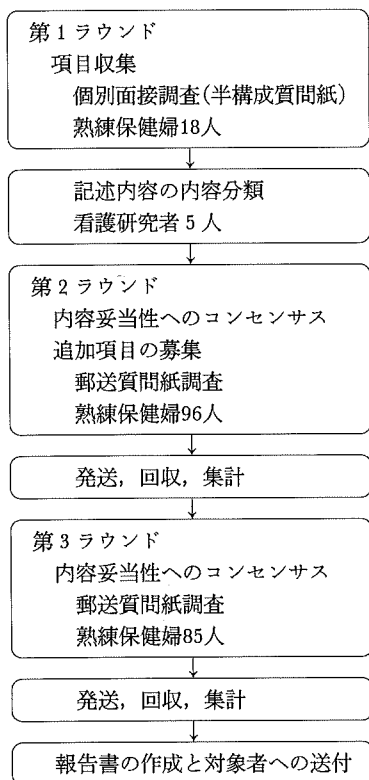 第1ラウンド
項目収集
個別面接調査(半構成質問紙)
熟練保健婦18人
記述内容の内容分類
看護研究者5人
第2ラウンド
内容妥当性へのコンセンサス
追加項目の募集
郵送質問紙調査
熟練保健婦96人
発送,回収,集計
第3ラウンド
内容妥当性へのコンセンサス
郵送質問紙調査
熟練保健婦85人
発送,回収,集計
報告書の作成と対象者への送付